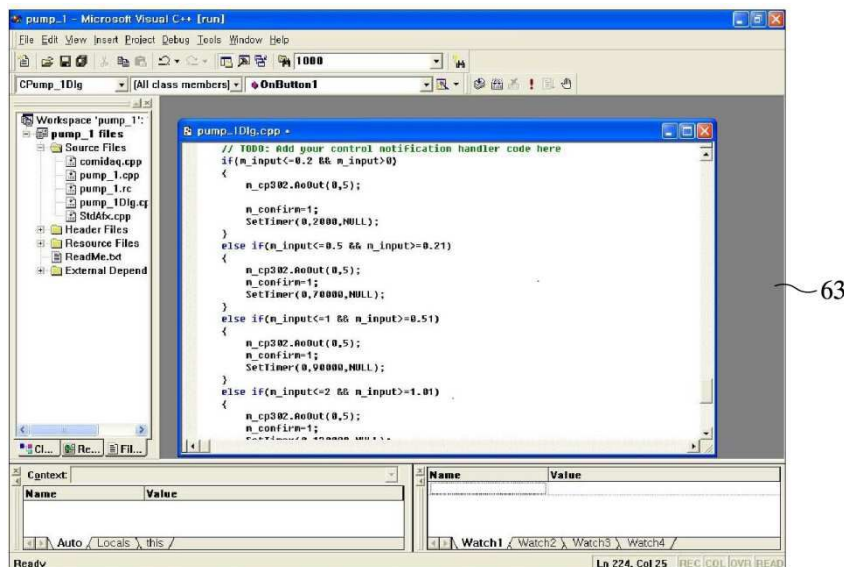 pump_1 - Microsoft Visual C++ [run]
File Edit View Insert Project Debug Tools Window Help
1000
CPump_1Dlg [All class members] OnButton1
Workspace 'pump_1':
pump_1 files
Source Files
comidaq.cpp
pump_1.cpp
pump_1.rc
pump_1Dlg.cp
StdAfx.cpp
Header Files
Resource Files
ReadMe.txt
External Depend
Cl... Re... Fil...
pump_1Dlg.cpp *
// TODO: Add your control notification handler code here
if(m_input<=0.2 && m_input>0)
{
m_cp302.AoOut(0,5);
m_confirm=1;
SetTimer(0,2000,NULL);
}
else if(m_input<=0.5 && m_input>=0.21)
{
m_cp302.AoOut(0,5);
m_confirm=1;
SetTimer(0,70000,NULL);
}
else if(m_input<=1 && m_input>=0.51)
{
m_cp302.AoOut(0,5);
m_confirm=1;
SetTimer(0,90000,NULL);
}
else if(m_input<=2 && m_input>=1.01)
{
m_cp302.AoOut(0,5);
m_confirm=1;
63
Context:
Name Value
Auto Locals this
Name Value
Watch1 Watch2 Watch3 Watch4
Ready
Ln 224, Col 25 REC COL OVR READ